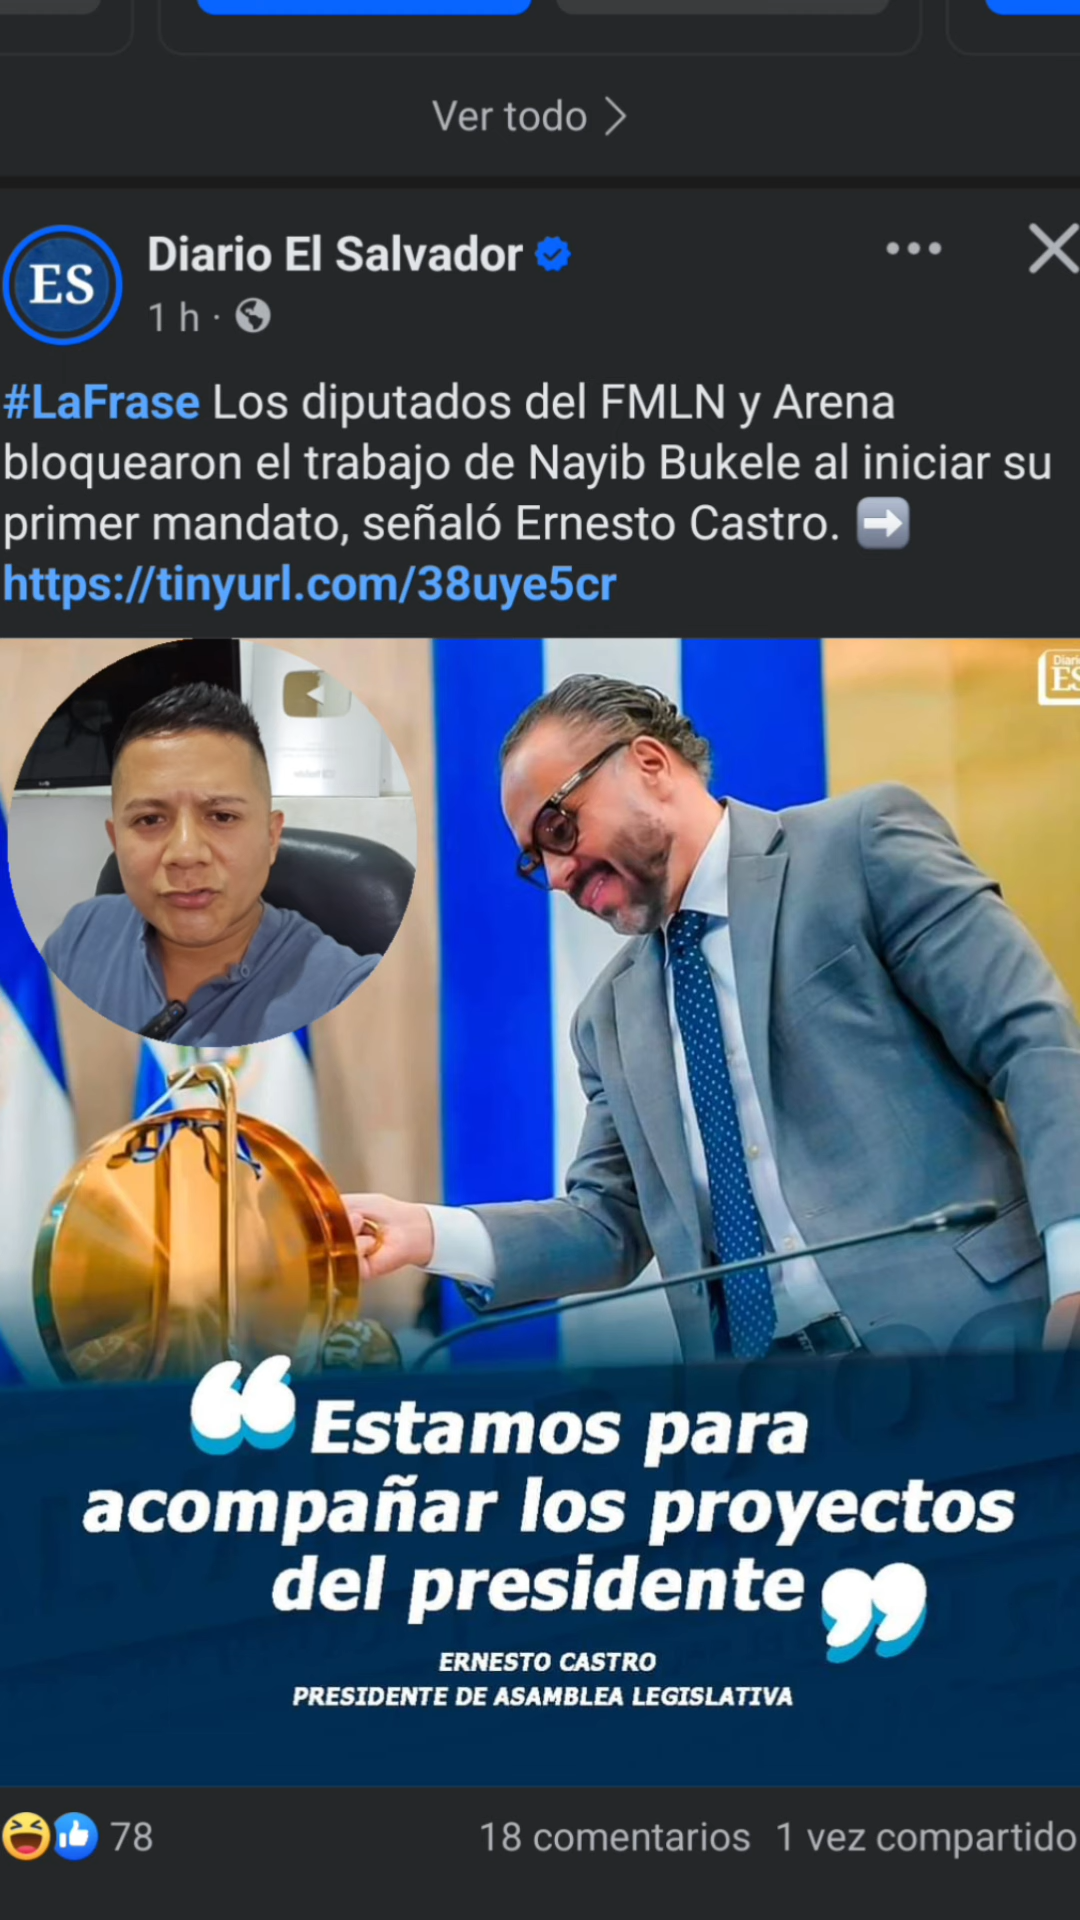 Ver todo
ES
Diario El Salvador
1 h ·
#LaFrase Los diputados del FMLN y Arena
bloquearon el trabajo de Nayib Bukele al iniciar su
primer mandato, señaló Ernesto Castro.
https://tinyurl.com/38uye5cr
“Estamos para
acompañar los proyectos
del presidente”
ERNESTO CASTRO
PRESIDENTE DE ASAMBLEA LEGISLATIVA
78
18 comentarios 1 vez compartido